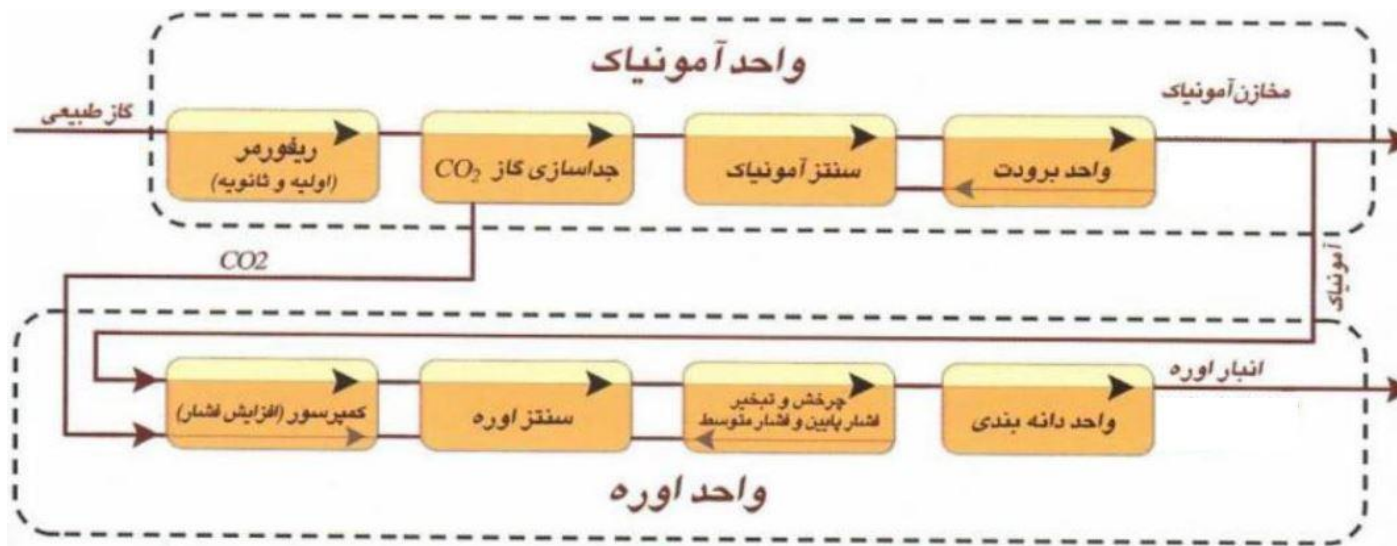 واحد آمونیاک
گاز طبیعی
ریفورمر
(اولیه و ثانویه)
جداسازی گاز CO₂
سنتز آمونیاک
واحد برودت
مخازن آمونیاک
CO2
آمونیاک
کمپرسور (افزایش فشار)
سنتز اوره
چرخش و تبخیر
فشار پایین و فشار متوسط
واحد دانه بندی
انبار اوره
واحد اوره